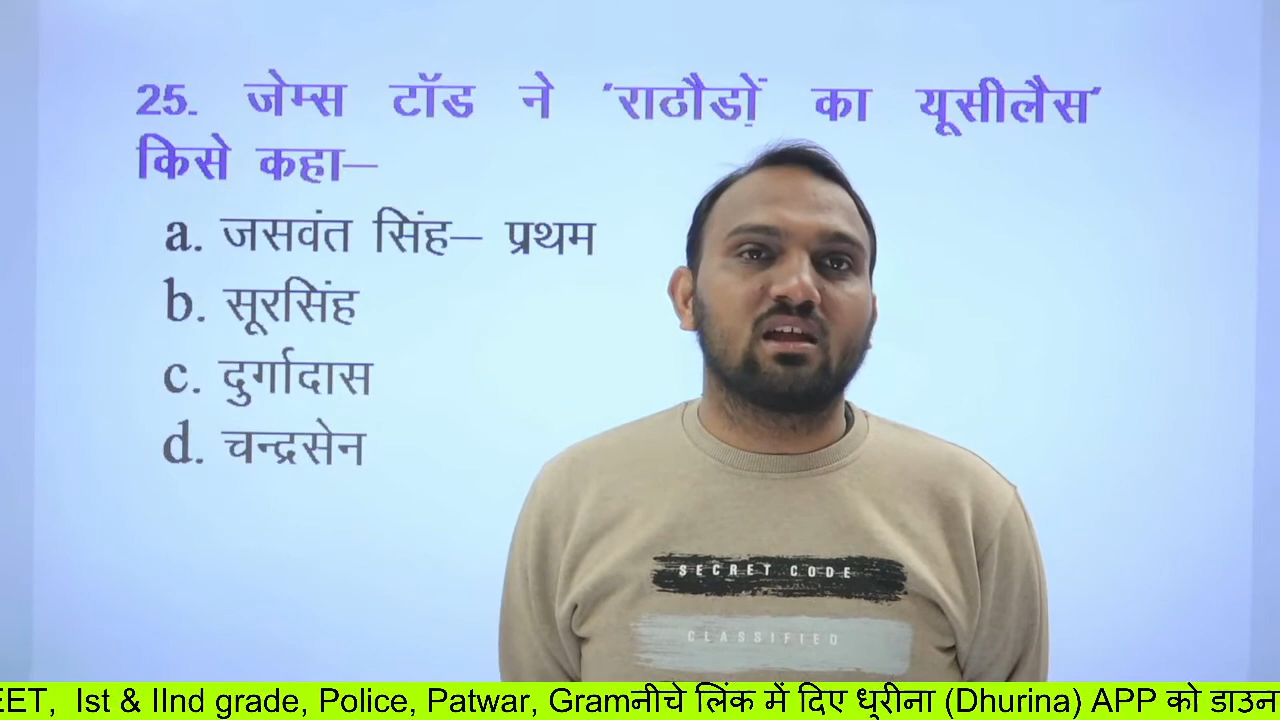 25. जेम्स टॉड ने 'राठौडों का यूसीलैस'
किसे कहा–
a. जसवंत सिंह– प्रथम
b. सूरसिंह
c. दुर्गादास
d. चन्द्रसेन
SECRET CODE
CLASSIFIED
EET, Ist & IInd grade, Police, Patwar, Gramनीचे लिंक में दिए धूरीना (Dhurina) APP को डाउन